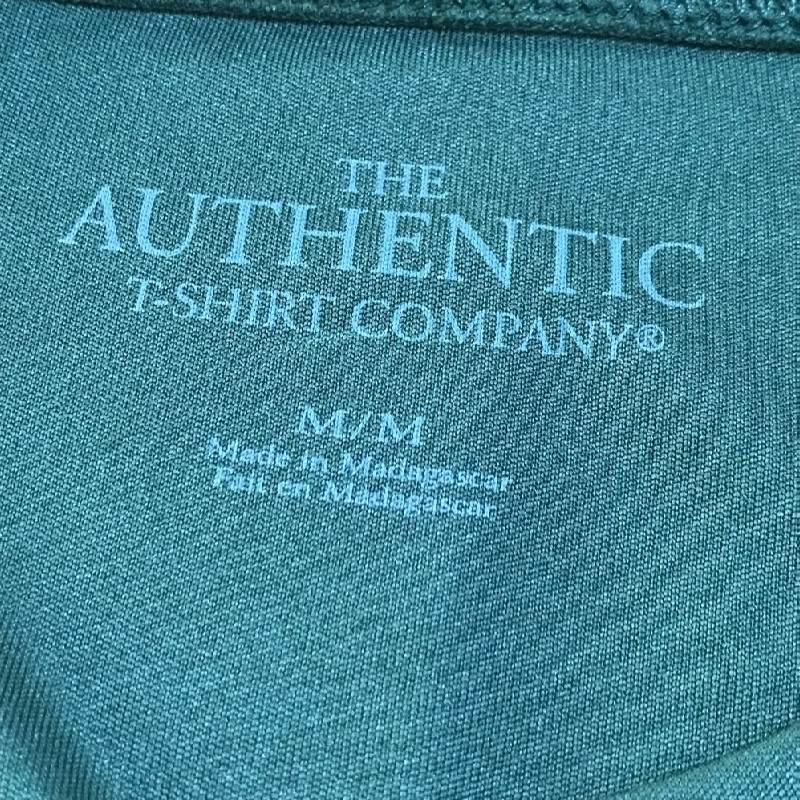 THE
AUTHENTIC
T-SHIRT COMPANY®
M/M
Made in Madagascar
Fait en Madagascar